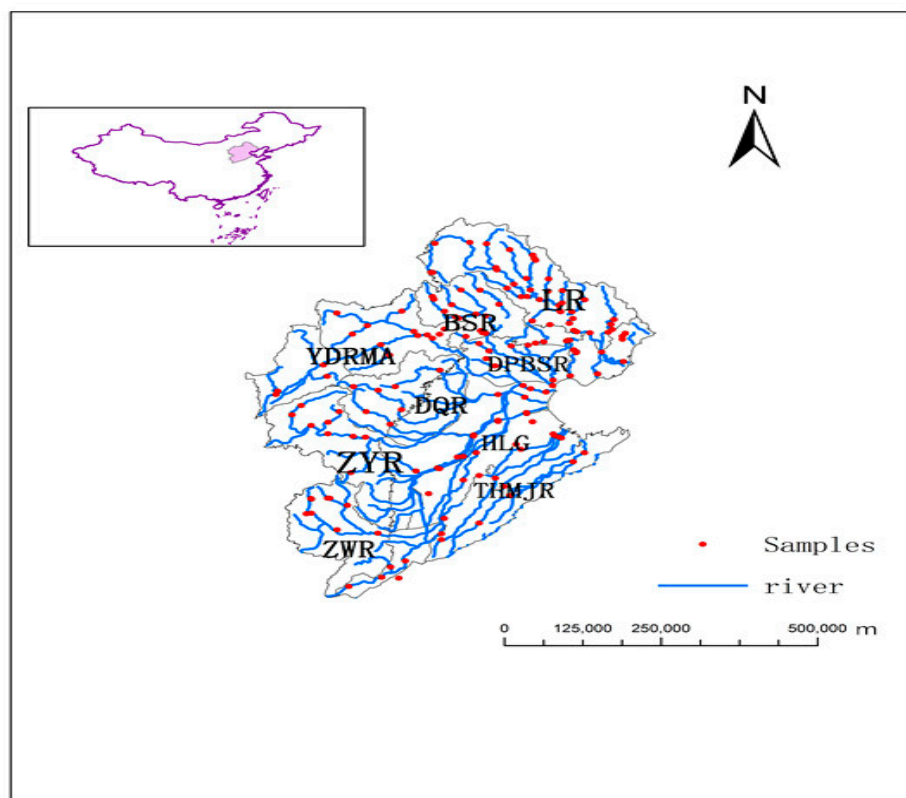 N
LR
BSR
YDRMA
DPBSR
DQR
HLG
ZYR
THMJR
ZWR
Samples
river
0 125,000 250,000 500,000 m